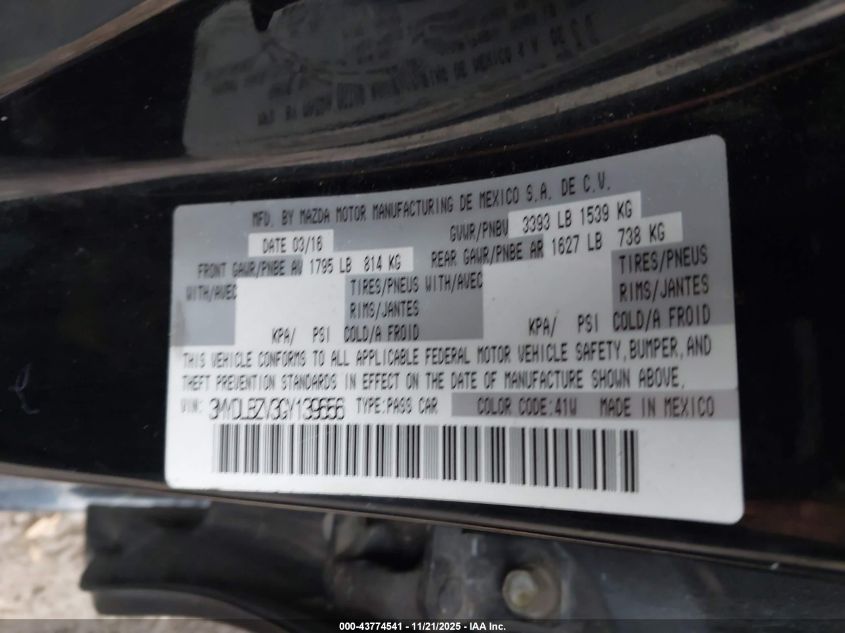 MFD. BY MAZDA MOTOR MANUFACTURING DE MEXICO S.A. DE C.V.
DATE 03/16 GVWR/PNBV 3393 LB 1539 KG
FRONT GAWR/PNBE AV 1795 LB 814 KG REAR GAWR/PNBE AR 1627 LB 738 KG
WITH/AVEC TIRES/PNEUS WITH/AVEC TIRES/PNEUS
RIMS/JANTES RIMS/JANTES
KPA/ PSI COLD/A FROID KPA/ PSI COLD/A FROID
THIS VEHICLE CONFORMS TO ALL APPLICABLE FEDERAL MOTOR VEHICLE SAFETY, BUMPER, AND
THEFT PREVENTION STANDARDS IN EFFECT ON THE DATE OF MANUFACTURE SHOWN ABOVE.
VIN: 3MYDLBZV3GY139656 TYPE:PASS CAR COLOR CODE:41W MADE IN MEXICO
000-43774541 - 11/21/2025 - IAA Inc.